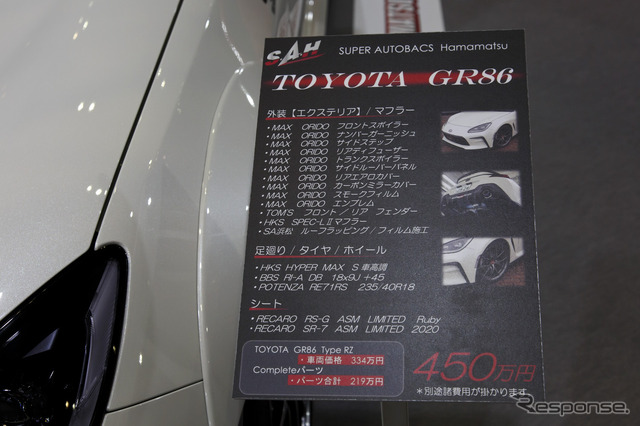 SAH SUPER AUTOBACS Hamamatsu
TOYOTA GR86
外装【エクステリア】/ マフラー
・MAX ORIDO フロントスポイラー
・MAX ORIDO ナンバーガーニッシュ
・MAX ORIDO サイドステップ
・MAX ORIDO リアディフューザー
・MAX ORIDO トランクスポイラー
・MAX ORIDO サイドルーバーパネル
・MAX ORIDO リアエアロカバー
・MAX ORIDO カーボンミラーカバー
・MAX ORIDO スモークフィルム
・MAX ORIDO エンブレム
・TOM'S フロント / リア フェンダー
・HKS SPEC-LⅡマフラー
・SA浜松 ルーフラッピング / フィルム施工
足廻り / タイヤ / ホイール
・HKS HYPER MAX S車高調
・BBS RI-A DB 18x9J +45
・POTENZA RE71RS 235/40R18
シート
・RECARO RS-G ASM LIMITED Ruby
・RECARO SR-7 ASM LIMITED 2020
TOYOTA GR86 Type RZ
・車両価格 334万円
Completeパーツ
・パーツ合計 219万円
450万円
＊別途諸費用が掛かります
Response.